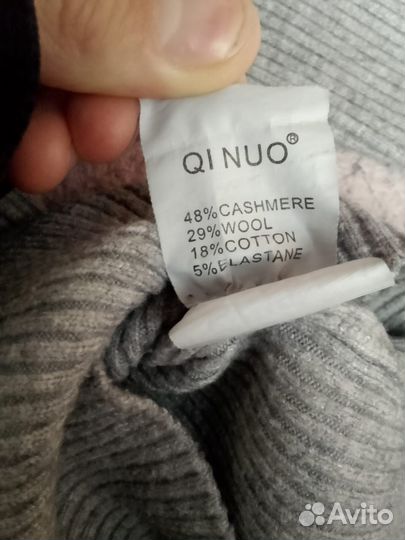 QI NUO®
48%CASHMERE
29%WOOL
18%COTTON
5%ELASTANE
Avito